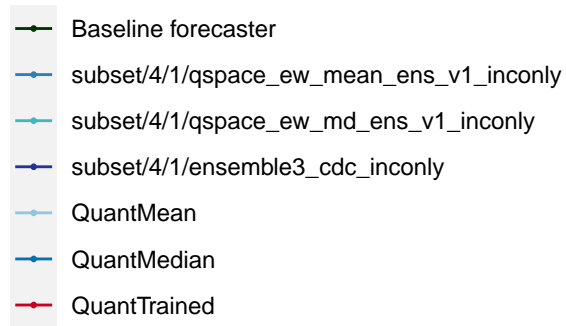 Baseline forecaster
subset/4/1/qspace_ew_mean_ens_v1_inconly
subset/4/1/qspace_ew_md_ens_v1_inconly
subset/4/1/ensemble3_cdc_inconly
QuantMean
QuantMedian
QuantTrained